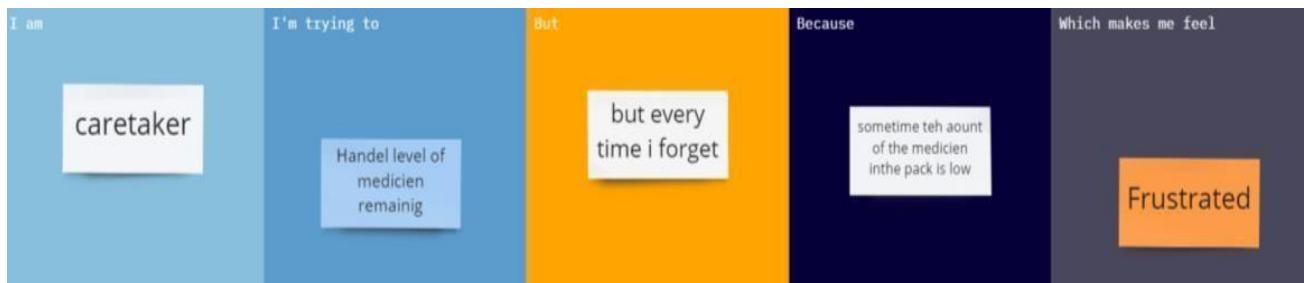 I am
caretaker
I'm trying to
Handel level of
medicien
remainig
But
but every
time i forget
Because
sometime teh aount
of the medicien
inthe pack is low
Which makes me feel
Frustrated